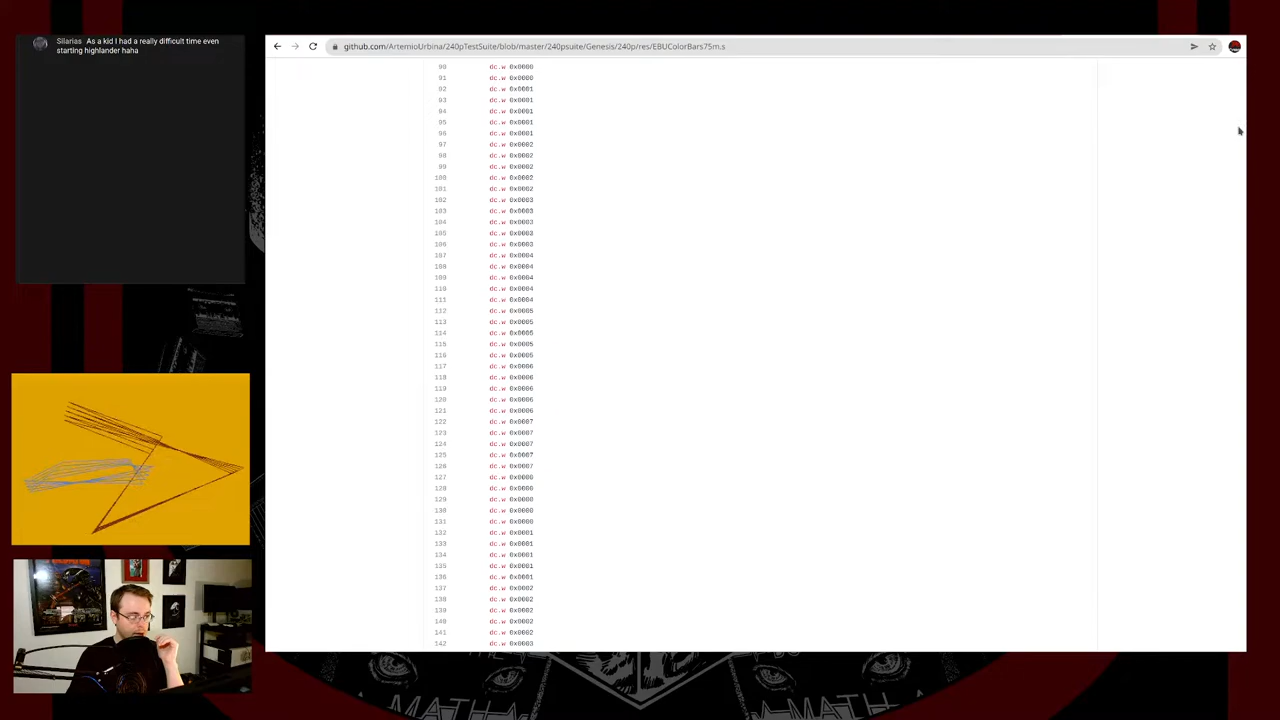 Silarias As a kid I had a really difficult time even
starting highlander haha
github.com/ArtemioUrbina/240pTestSuite/blob/master/240psuite/Genesis/240p/res/EBUColorBars75m.s
90 dc.w 0x0000
91 dc.w 0x0000
92 dc.w 0x0001
93 dc.w 0x0001
94 dc.w 0x0001
95 dc.w 0x0001
96 dc.w 0x0001
97 dc.w 0x0002
98 dc.w 0x0002
99 dc.w 0x0002
100 dc.w 0x0002
101 dc.w 0x0002
102 dc.w 0x0003
103 dc.w 0x0003
104 dc.w 0x0003
105 dc.w 0x0003
106 dc.w 0x0003
107 dc.w 0x0004
108 dc.w 0x0004
109 dc.w 0x0004
110 dc.w 0x0004
111 dc.w 0x0004
112 dc.w 0x0005
113 dc.w 0x0005
114 dc.w 0x0005
115 dc.w 0x0005
116 dc.w 0x0005
117 dc.w 0x0006
118 dc.w 0x0006
119 dc.w 0x0006
120 dc.w 0x0006
121 dc.w 0x0006
122 dc.w 0x0007
123 dc.w 0x0007
124 dc.w 0x0007
125 dc.w 0x0007
126 dc.w 0x0007
127 dc.w 0x0000
128 dc.w 0x0000
129 dc.w 0x0000
130 dc.w 0x0000
131 dc.w 0x0000
132 dc.w 0x0001
133 dc.w 0x0001
134 dc.w 0x0001
135 dc.w 0x0001
136 dc.w 0x0001
137 dc.w 0x0002
138 dc.w 0x0002
139 dc.w 0x0002
140 dc.w 0x0002
141 dc.w 0x0002
142 dc.w 0x0003